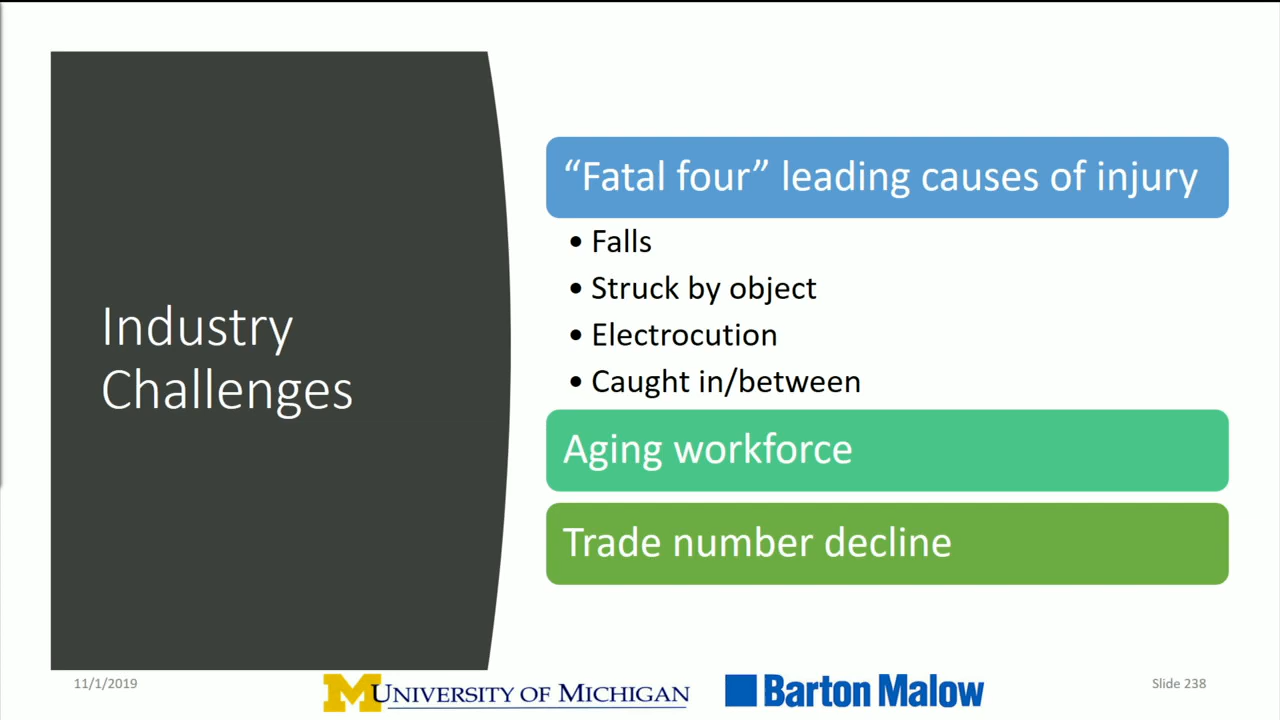 Industry
Challenges
“Fatal four” leading causes of injury
• Falls
• Struck by object
• Electrocution
• Caught in/between
Aging workforce
Trade number decline
11/1/2019
M UNIVERSITY OF MICHIGAN
Barton Malow
Slide 238